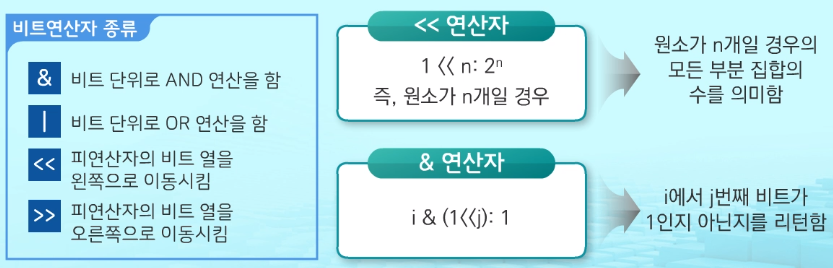 비트연산자 종류
& 비트 단위로 AND 연산을 함
| 비트 단위로 OR 연산을 함
<< 피연산자의 비트 열을
왼쪽으로 이동시킴
>> 피연산자의 비트 열을
오른쪽으로 이동시킴
<< 연산자
1 << n: 2ⁿ
즉, 원소가 n개일 경우
원소가 n개일 경우의
모든 부분 집합의
수를 의미함
& 연산자
i & (1<<j): 1
i에서 j번째 비트가
1인지 아닌지를 리턴함